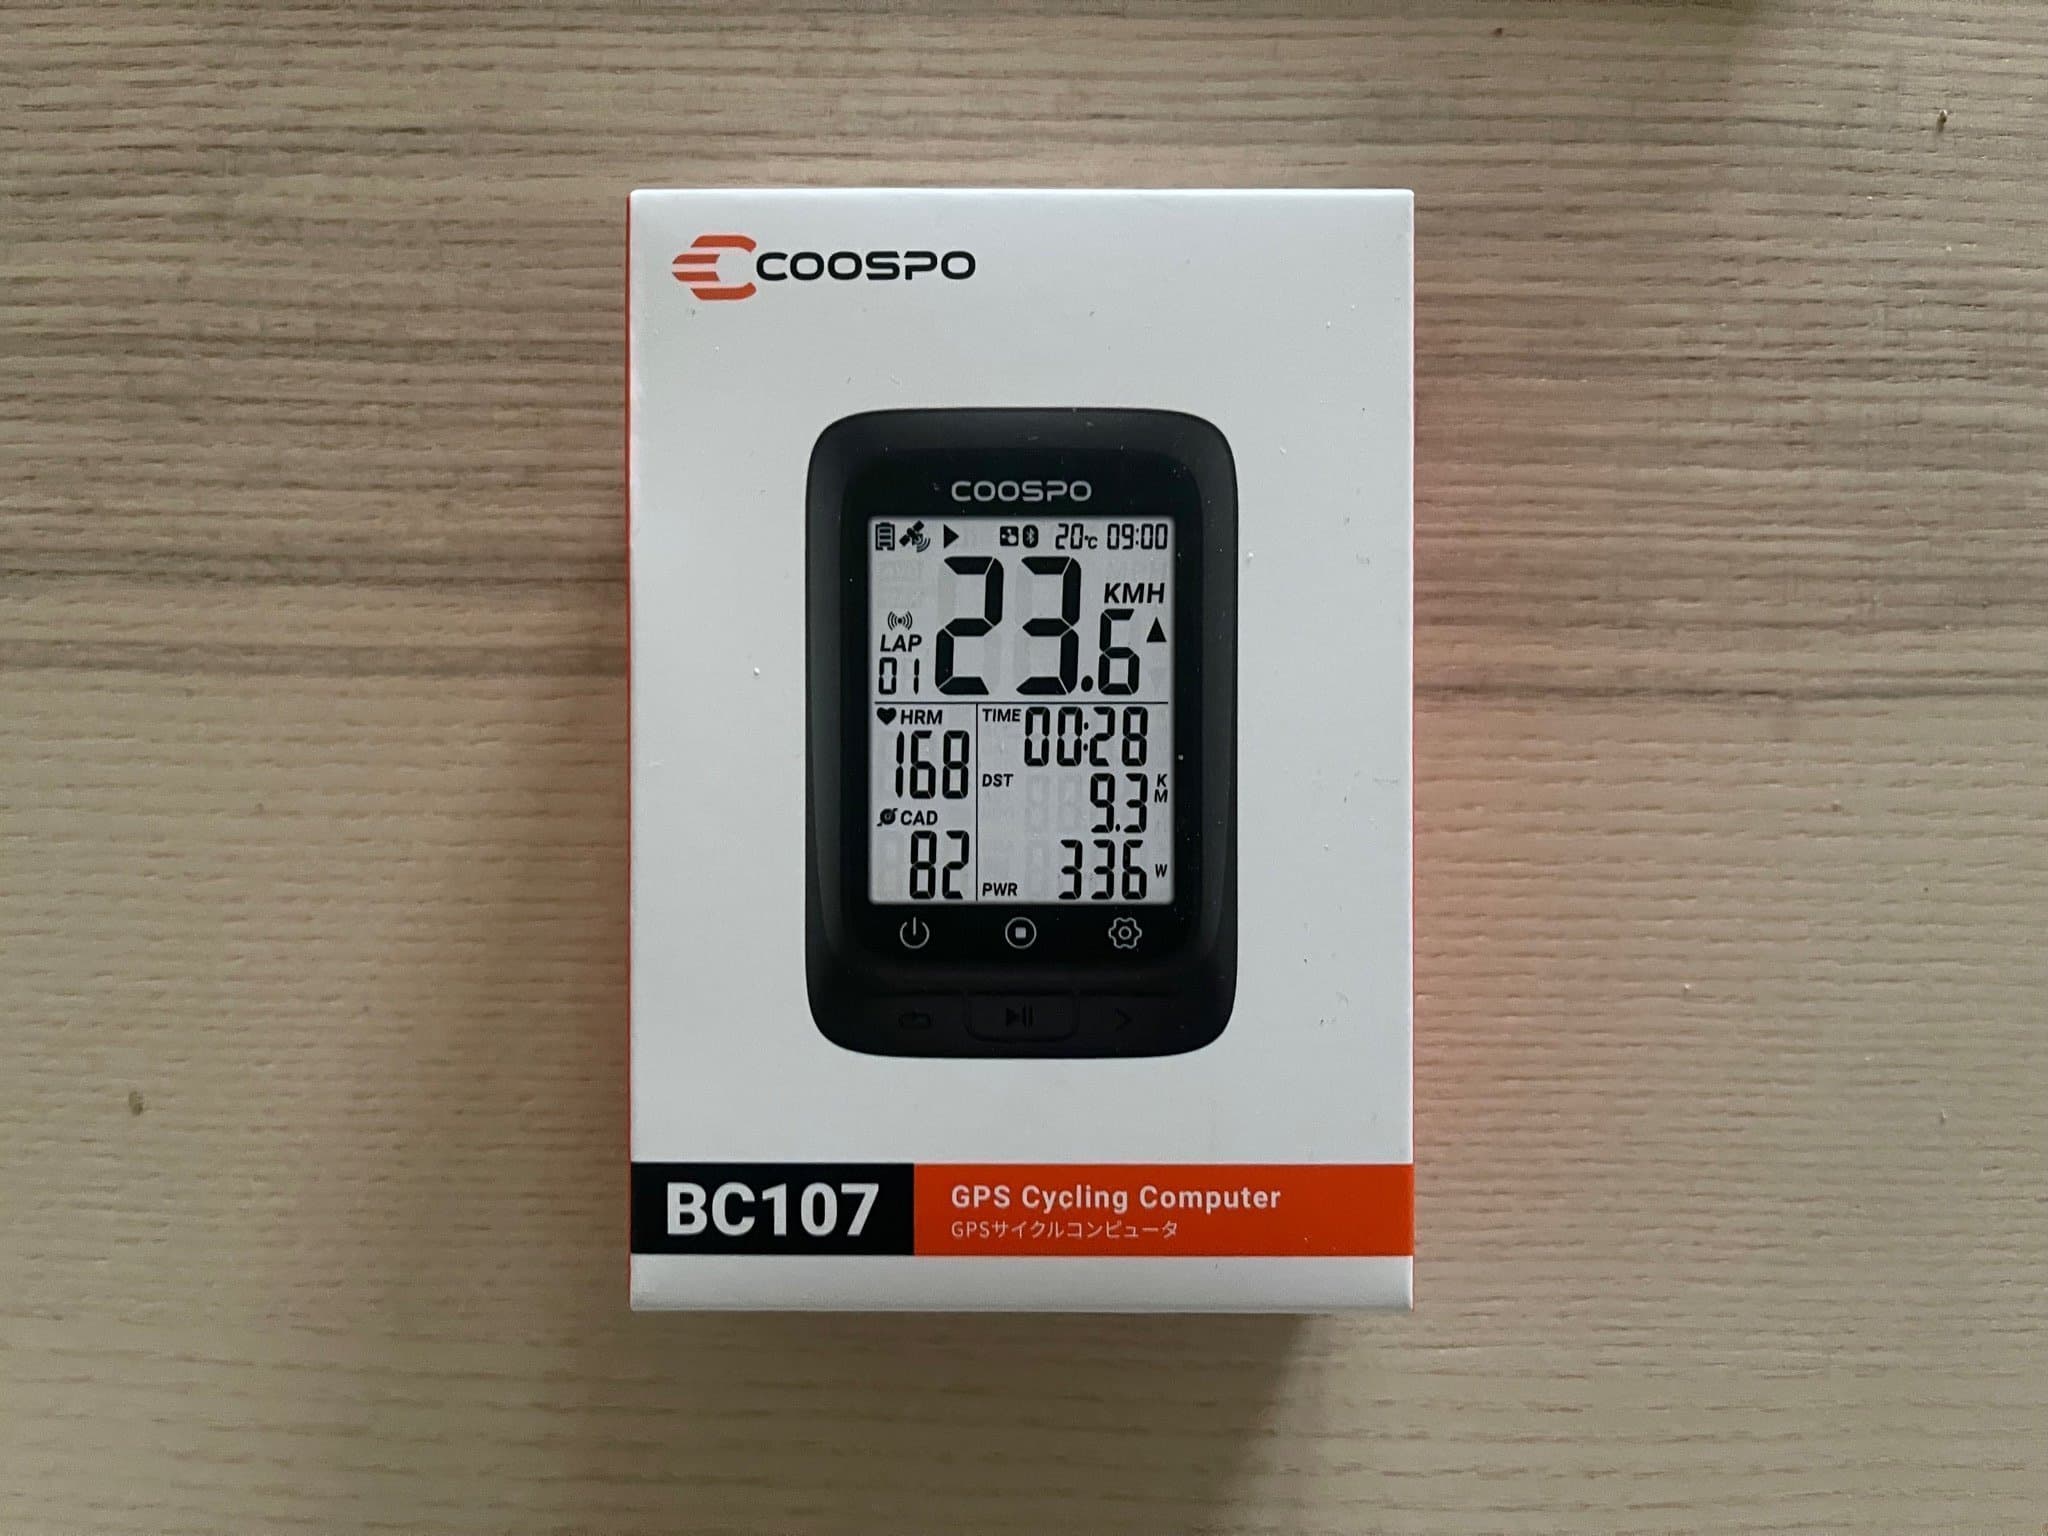 COOSPO
COOSPO
20℃ 09:00
KMH
23.6
LAP
01
HRM
168
CAD
82
TIME 00:28
DST 9.3 KM
PWR 336 W
BC107
GPS Cycling Computer
GPSサイクルコンピュータ